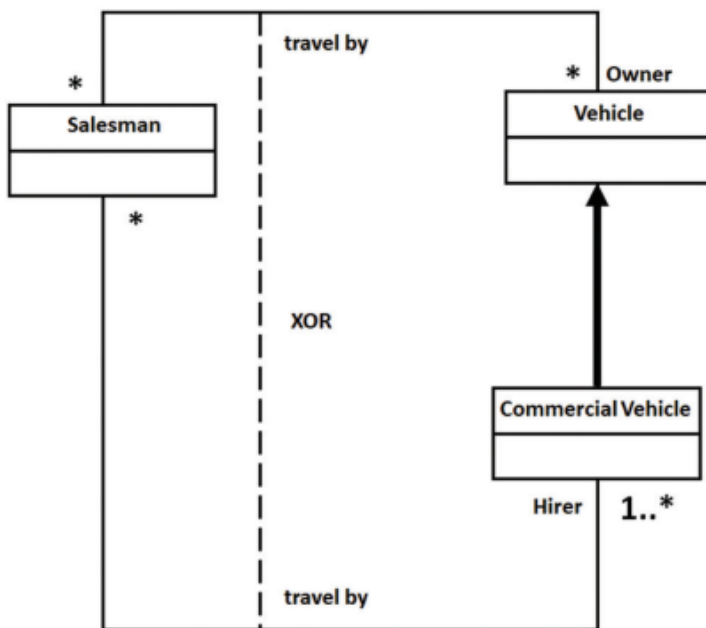 travel by
*
* Owner
Salesman
Vehicle
*
XOR
Commercial Vehicle
Hirer 1..*
travel by